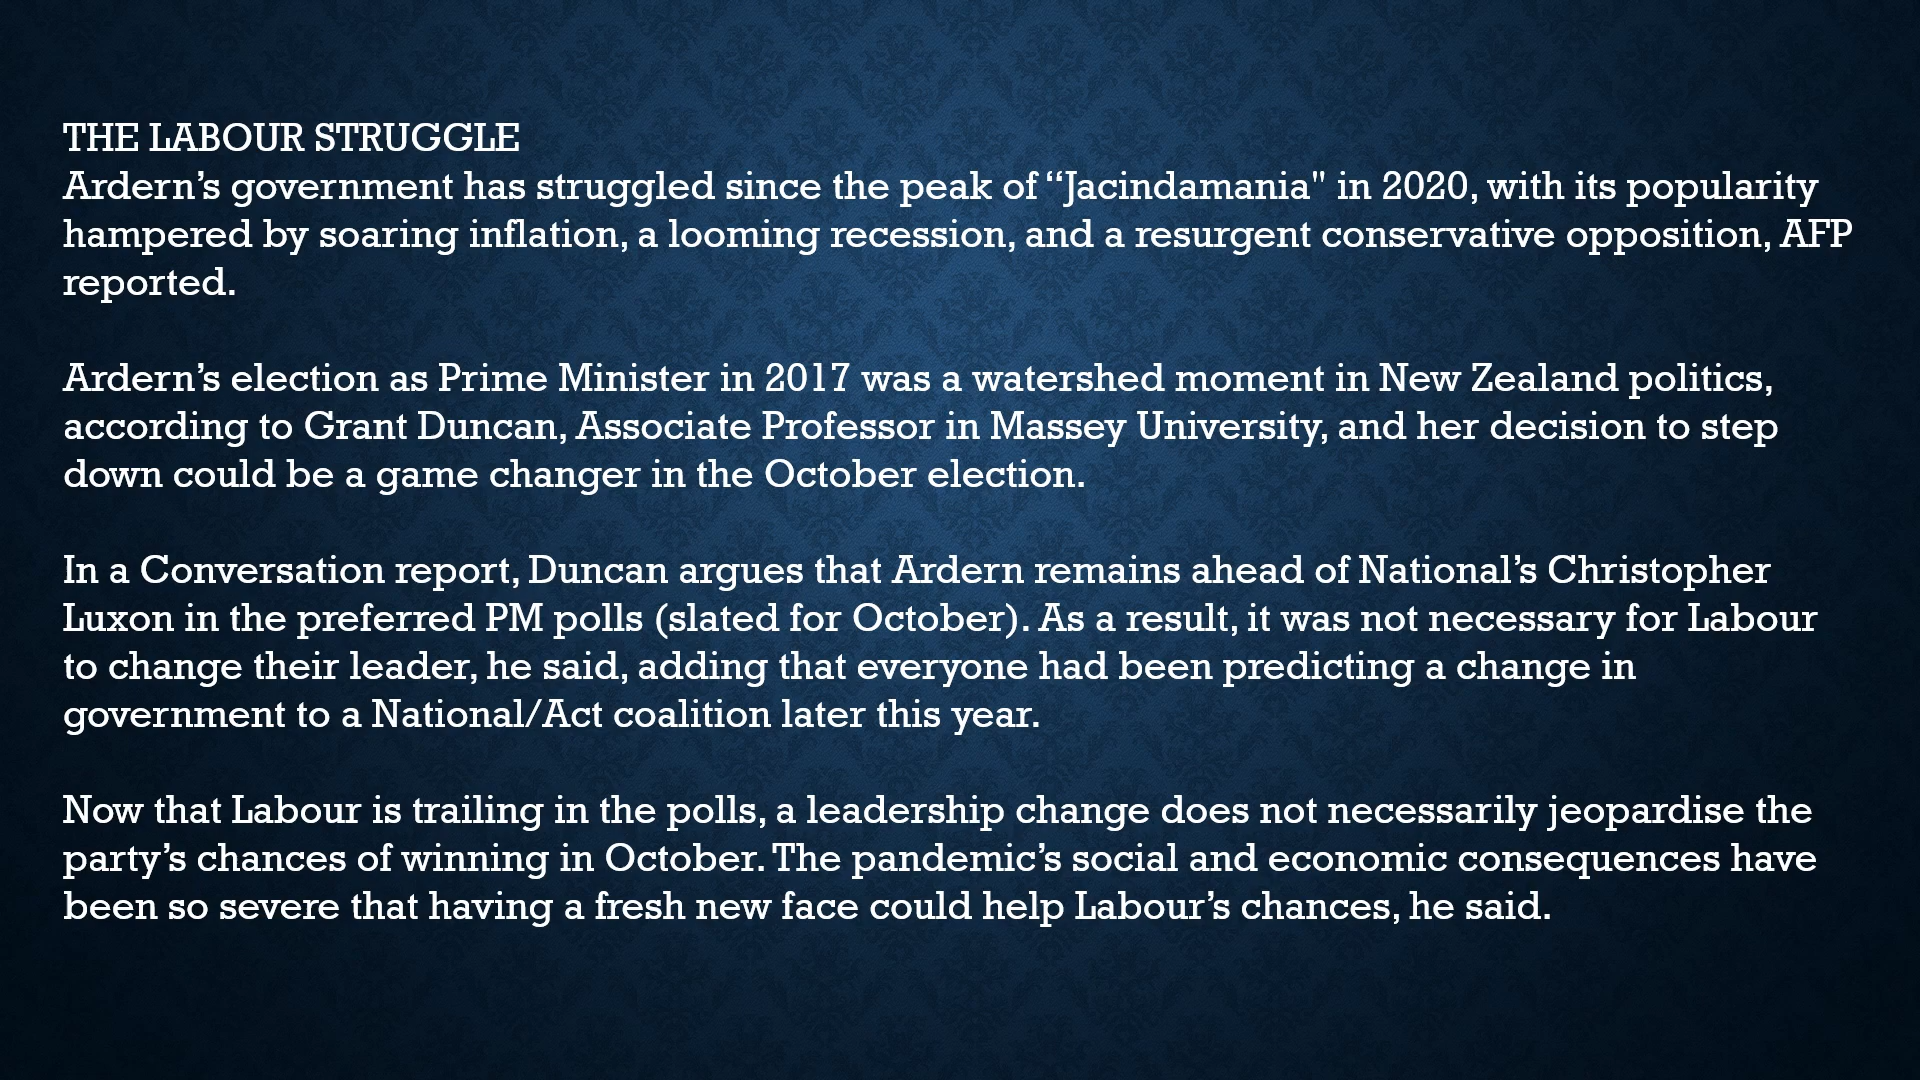 THE LABOUR STRUGGLE
Ardern’s government has struggled since the peak of “Jacindamania" in 2020, with its popularity
hampered by soaring inflation, a looming recession, and a resurgent conservative opposition, AFP
reported.
Ardern’s election as Prime Minister in 2017 was a watershed moment in New Zealand politics,
according to Grant Duncan, Associate Professor in Massey University, and her decision to step
down could be a game changer in the October election.
In a Conversation report, Duncan argues that Ardern remains ahead of National’s Christopher
Luxon in the preferred PM polls (slated for October). As a result, it was not necessary for Labour
to change their leader, he said, adding that everyone had been predicting a change in
government to a National/Act coalition later this year.
Now that Labour is trailing in the polls, a leadership change does not necessarily jeopardise the
party’s chances of winning in October. The pandemic’s social and economic consequences have
been so severe that having a fresh new face could help Labour’s chances, he said.